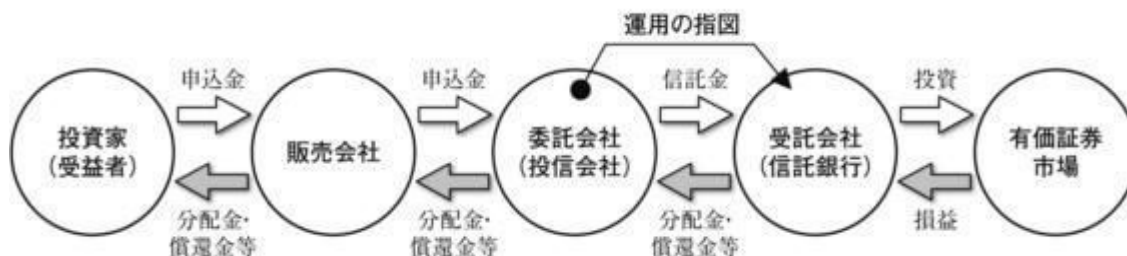 運用の指図
申込金
申込金
信託金
投資
投資家
(受益者)
販売会社
委託会社
(投信会社)
受託会社
(信託銀行)
有価証券
市場
分配金・
償還金等
分配金・
償還金等
分配金・
償還金等
損益